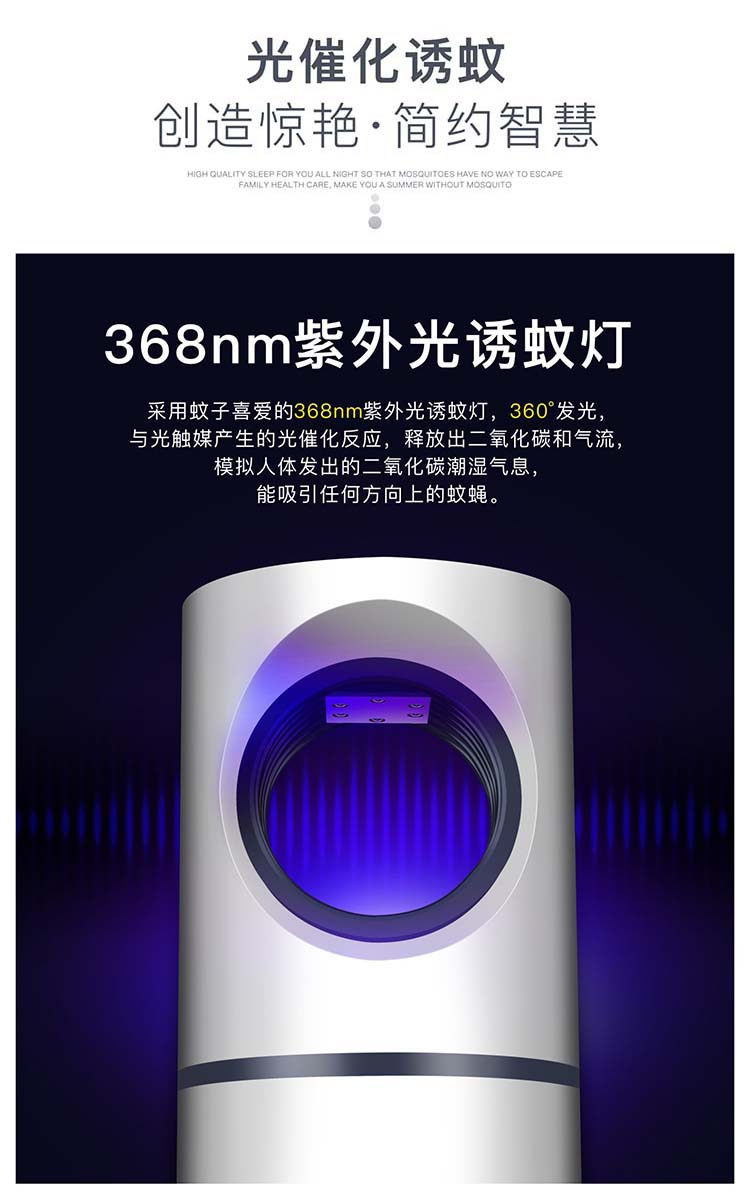 光催化诱蚊
创造惊艳·简约智慧
HIGH QUALITY SLEEP FOR YOU ALL NIGHT SO THAT MOSQUITOES HAVE NO WAY TO ESCAPE
FAMILY HEALTH CARE, MAKE YOU A SUMMER WITHOUT MOSQUITO
368nm紫外光诱蚊灯
采用蚊子喜爱的368nm紫外光诱蚊灯，360°发光，
与光触媒产生的光催化反应，释放出二氧化碳和气流，
模拟人体发出的二氧化碳潮湿气息，
能吸引任何方向上的蚊蝇。